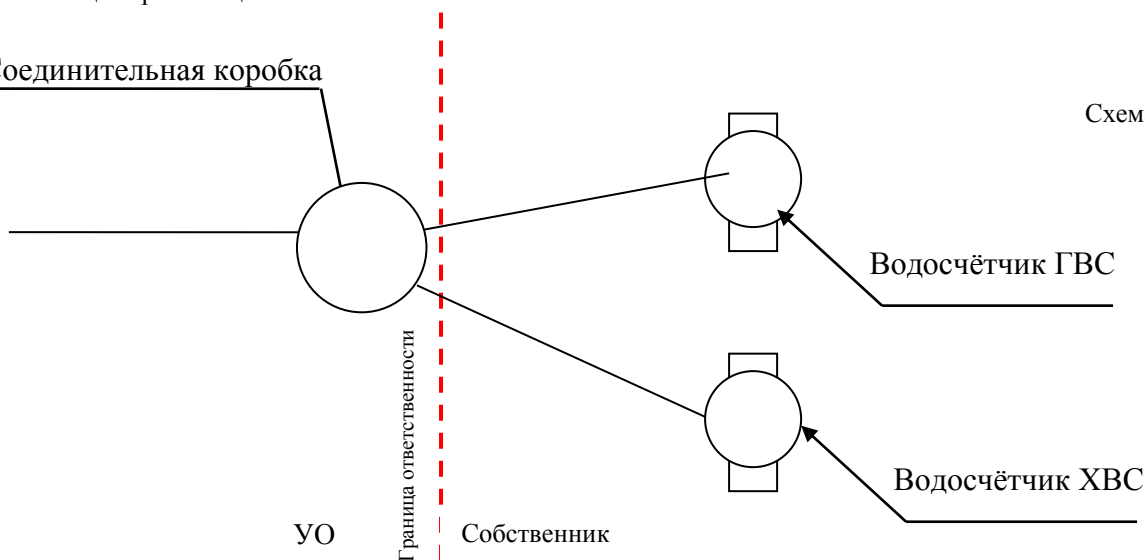 Соединительная коробка
Схем
Водосчётчик ГВС
Граница ответственности
Водосчётчик ХВС
УО
Собственник